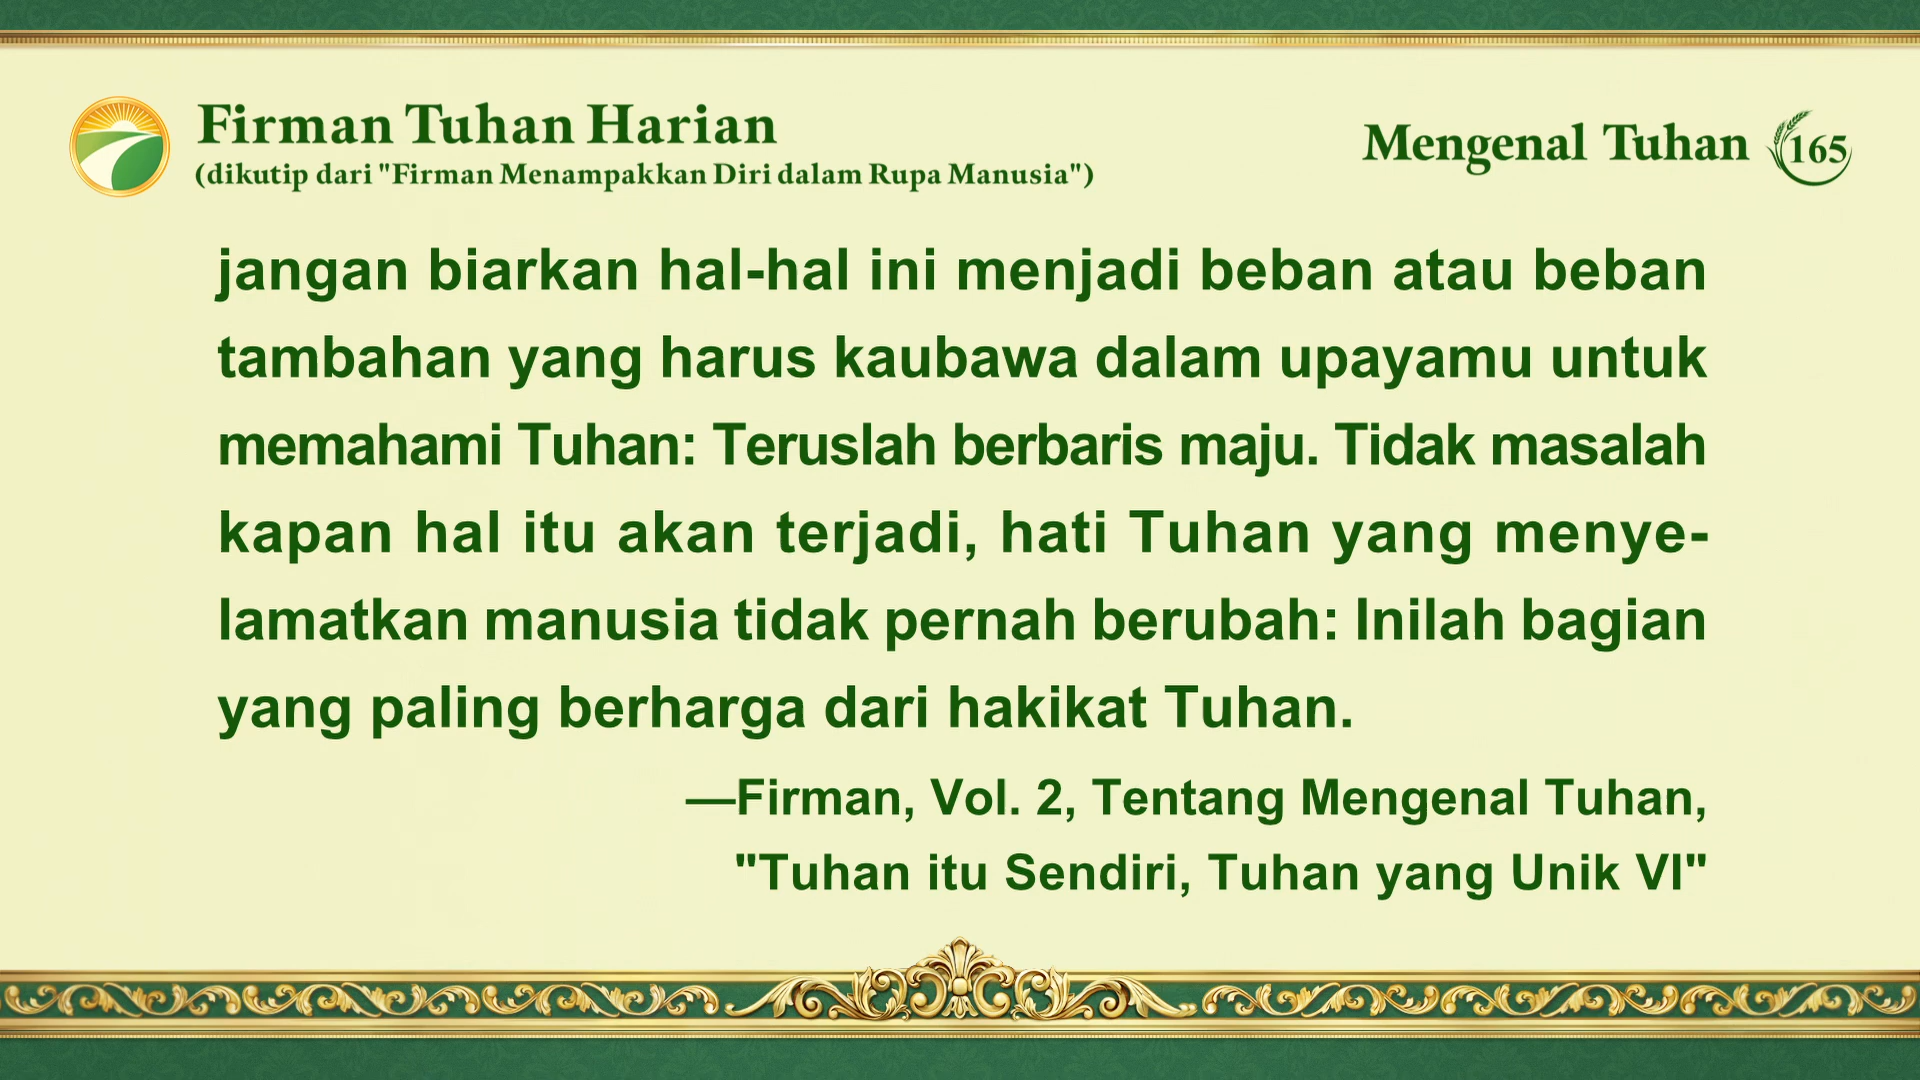 Firman Tuhan Harian
(dikutip dari "Firman Menampakkan Diri dalam Rupa Manusia")
Mengenal Tuhan 165
jangan biarkan hal-hal ini menjadi beban atau beban
tambahan yang harus kaubawa dalam upayamu untuk
memahami Tuhan: Teruslah berbaris maju. Tidak masalah
kapan hal itu akan terjadi, hati Tuhan yang menye-
lamatkan manusia tidak pernah berubah: Inilah bagian
yang paling berharga dari hakikat Tuhan.
—Firman, Vol. 2, Tentang Mengenal Tuhan,
"Tuhan itu Sendiri, Tuhan yang Unik VI"